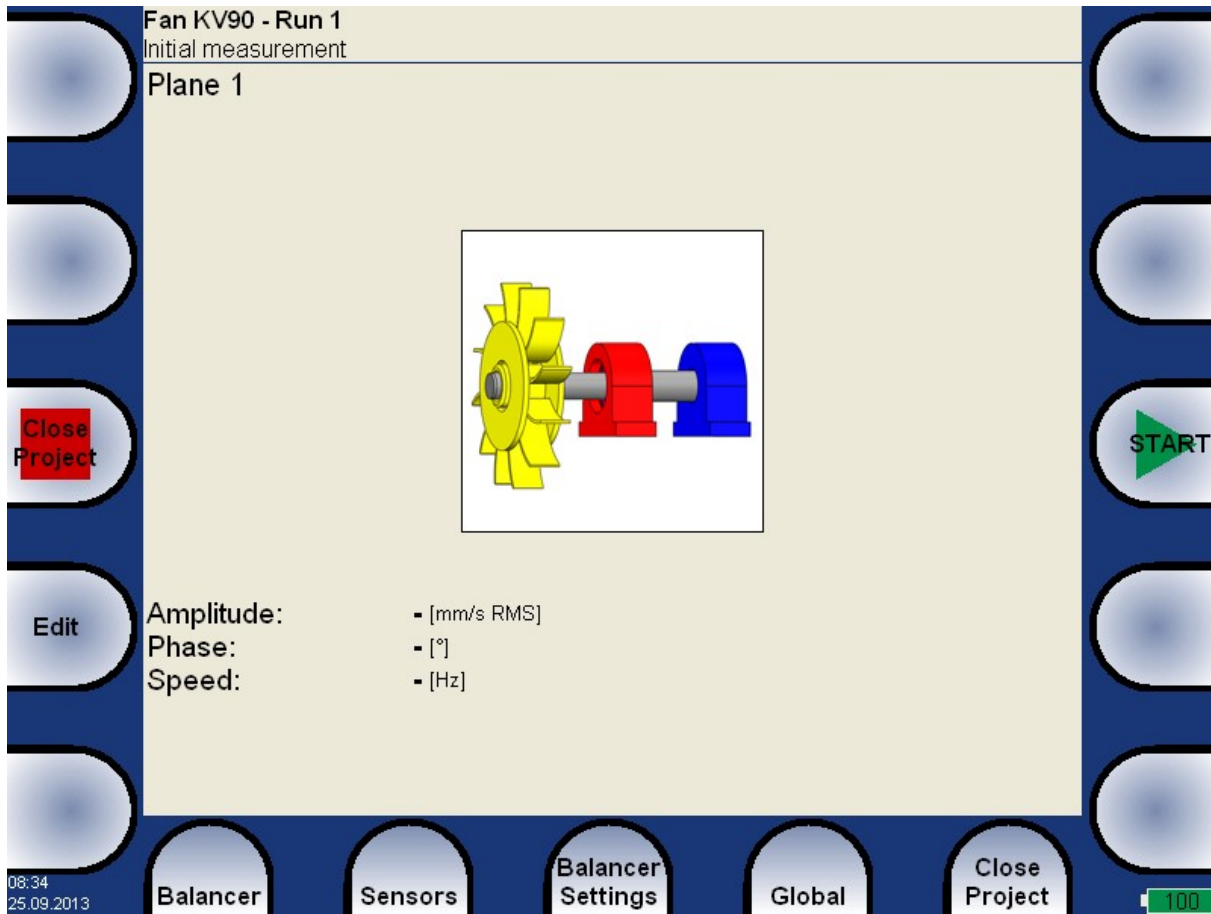 Fan KV90 - Run 1
Initial measurement
Plane 1
Close
Project
START
Edit
Amplitude: - [mm/s RMS]
Phase: - [°]
Speed: - [Hz]
08:34
25.09.2013
Balancer
Sensors
Balancer
Settings
Global
Close
Project
100